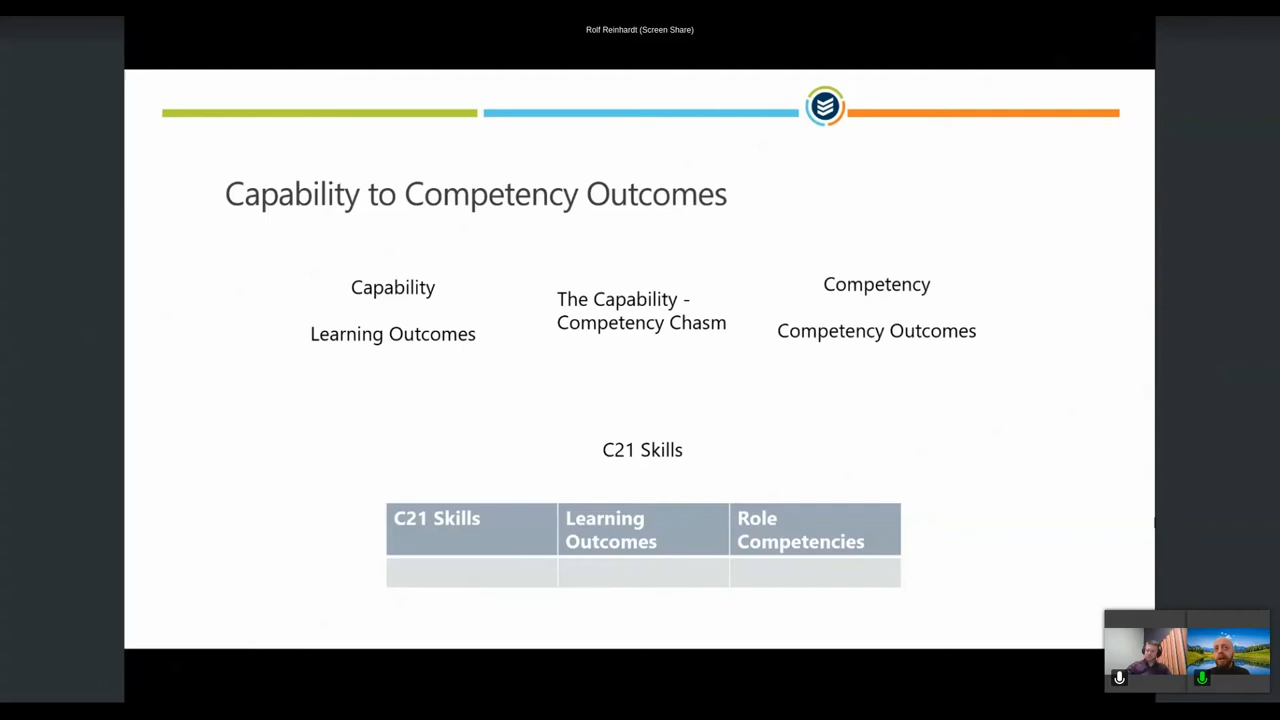 Rolf Reinhardt (Screen Share)
Capability to Competency Outcomes
Capability
Learning Outcomes
The Capability -
Competency Chasm
Competency
Competency Outcomes
C21 Skills
C21 Skills
Learning
Outcomes
Role
Competencies